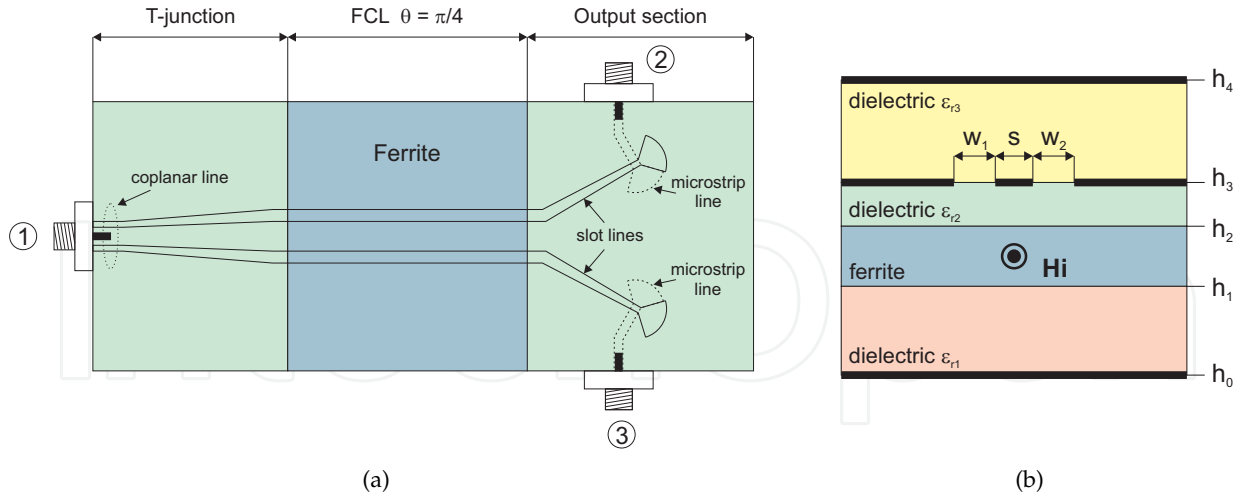 T-junction
FCL θ = π/4
Output section
②
Ferrite
coplanar line
microstrip
line
①
slot lines
microstrip
line
③
(a)
h₄
dielectric εᵣ₃
w₁ s w₂
h₃
dielectric εᵣ₂
h₂
ferrite
Hi
h₁
dielectric εᵣ₁
h₀
(b)